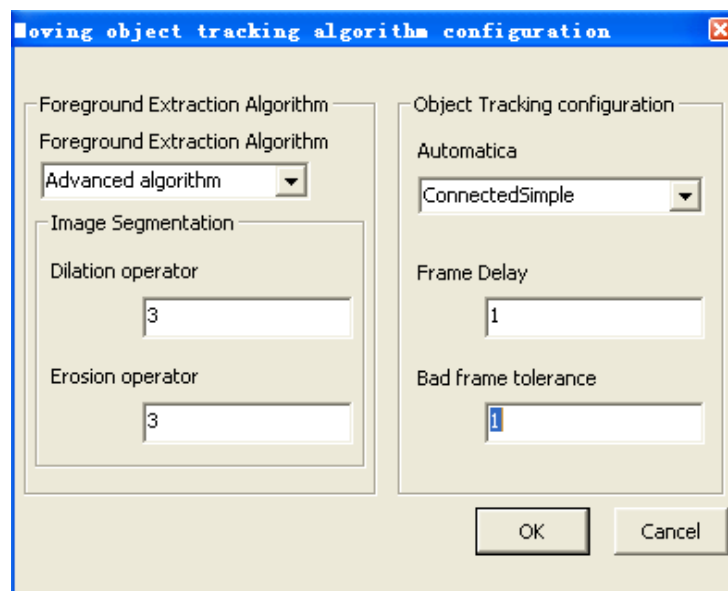 Moving object tracking algorithm configuration
Foreground Extraction Algorithm
Foreground Extraction Algorithm
Advanced algorithm
Image Segmentation
Dilation operator
3
Erosion operator
3
Object Tracking configuration
Automatica
ConnectedSimple
Frame Delay
1
Bad frame tolerance
1
OK
Cancel